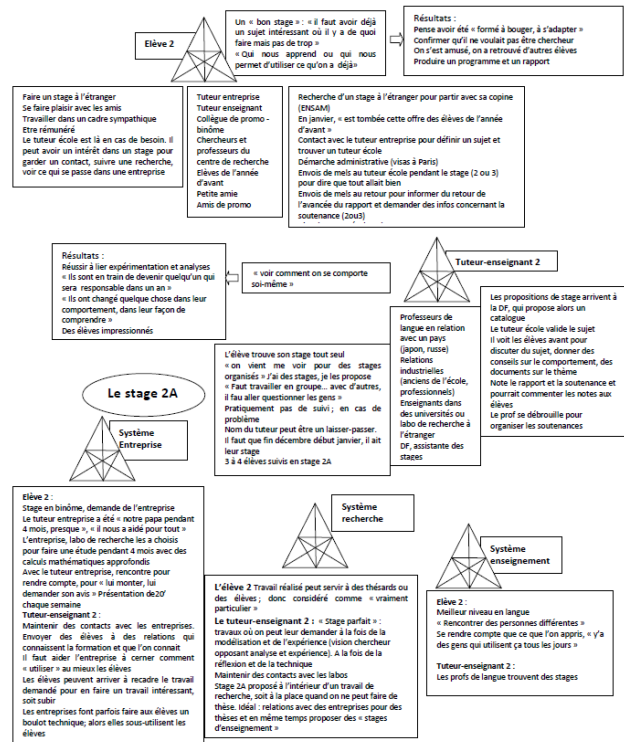 Elève 2
Un « bon stage » : « il faut avoir déjà
un sujet intéressant où il y a de quoi
faire mais pas de trop »
« Qui nous apprend ou qui nous
permet d'utiliser ce qu'on a déjà»
Résultats :
Pense avoir été « formé à bouger, à s'adapter »
Confirmer qu'il ne voulait pas être chercheur
On s'est amusé, on a retrouvé d'autres élèves
Produire un programme et un rapport
Faire un stage à l'étranger
Se faire plaisir avec les amis
Travailler dans un cadre sympathique
Etre rémunéré
Le tuteur école est là en cas de besoin. Il
peut avoir un intérêt dans un stage pour
garder un contact, suivre une recherche,
voir ce qui se passe dans une entreprise
Tuteur entreprise
Tuteur enseignant
Collègue de promo -
binôme
Chercheurs et
professeurs du
centre de recherche
Elèves de l'année
d'avant
Petite amie
Amis de promo
Recherche d'un stage à l'étranger pour partir avec sa copine
(ENSAM)
En janvier, « est tombée cette offre des élèves de l'année
d'avant »
Contact avec le tuteur entreprise pour définir un sujet et
trouver un tuteur école
Démarche administrative (visas à Paris)
Envois de mels au tuteur école pendant le stage (2 ou 3)
pour dire que tout allait bien
Envois de mels au retour pour informer du retour de
l'avancée du rapport et demander des infos concernant la
soutenance (2ou3)
Résultats :
Réussir à lier expérimentation et analyses
« Ils sont en train de devenir quelqu'un qui
sera responsable dans un an »
« Ils ont changé quelque chose dans leur
comportement, dans leur façon de
comprendre »
Des élèves impressionnés
« voir comment on se comporte
soi-même »
Tuteur-enseignant 2
L'élève trouve son stage tout seul
« on vient me voir pour des stages
organisés » J'ai des stages, je les propose
« Faut travailler en groupe... avec d'autres,
il fau aller questionner les gens »
Pratiquement pas de suivi ; en cas de
problème
Nom du tuteur peut être un laisser-passer.
Il faut que fin décembre début janvier, il ait
leur stage
3 à 4 élèves suivis en stage 2A
Professeurs de
langue en relation
avec un pays
(japon, russe)
Relations
industrielles
(anciens de l'école,
professionnels)
Enseignants dans
des universités ou
labo de recherche à
l'étranger
DF, assistante des
stages
Les propositions de stage arrivent à
la DF, qui propose alors un
catalogue
Le tuteur école valide le sujet
Il voit les élèves avant pour
discuter du sujet, donner des
conseils sur le comportement, des
documents sur le thème
Note le rapport et la soutenance et
pourrait commenter les notes aux
élèves
Le prof se débrouille pour
organiser les soutenances
Le stage 2A
Système
Entreprise
Elève 2 :
Stage en binôme, demande de l'entreprise
Le tuteur entreprise a été « notre papa pendant
4 mois, presque », « il nous a aidé pour tout »
L'entreprise, labo de recherche les a choisis
pour faire une étude pendant 4 mois avec des
calculs mathématiques approfondis
Avec le tuteur entreprise, rencontre pour
rendre compte, pour « lui monter, lui
demander son avis » Présentation de20'
chaque semaine
Tuteur-enseignant 2 :
Maintenir des contacts avec les entreprises.
Envoyer des élèves à des relations qui
connaissent la formation et que l'on connait
Il faut aider l'entreprise à cerner comment
« utiliser » au mieux les élèves
Les élèves peuvent arriver à recadre le travail
demandé pour en faire un travail intéressant,
soit subir
Les entreprises font parfois faire aux élèves un
boulot technique; alors elles sous-utilisent les
élèves
Système
recherche
L'élève 2 Travail réalisé peut servir à des thésards ou
des élèves ; donc considéré comme « vraiment
particulier »
Le tuteur-enseignant 2 : « Stage parfait » :
travaux où on peut leur demander à la fois de la
modélisation et de l'expérience (vision chercheur
opposant analyse et expérience). A la fois de la
réflexion et de la technique
Maintenir des contacts avec les labos
Stage 2A proposé à l'intérieur d'un travail de
recherche, soit à la place quand on ne peut faire de
thèse. Idéal : relations avec des entreprises pour des
thèses et en même temps proposer des « stages
d'enseignement »
Système
enseignement
Elève 2 :
Meilleur niveau en langue
« Rencontrer des personnes différentes »
Se rendre compte que ce que l'on appris, « y'a
des gens qui utilisent ça tous les jours »
Tuteur-enseignant 2 :
Les profs de langue trouvent des stages